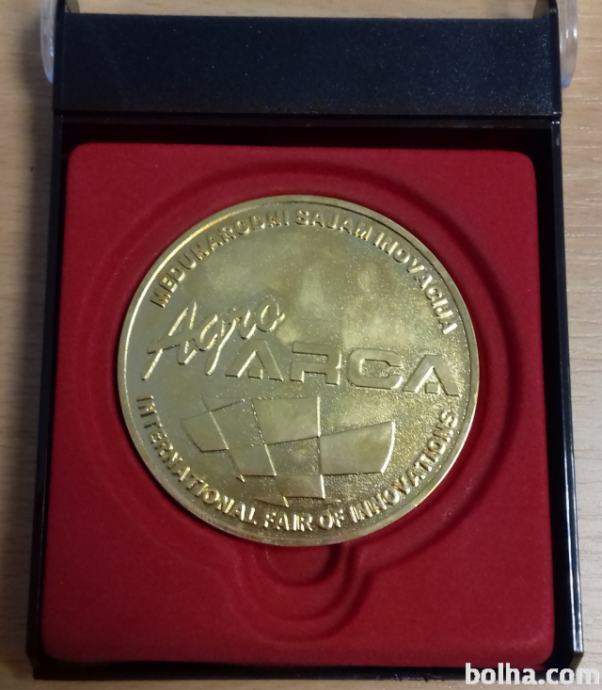 MEĐUNARODNI SAJAM INOVACIJA
Agro
ARCA
INTERNATIONAL FAIR OF INNOVATIONS
bolha.com